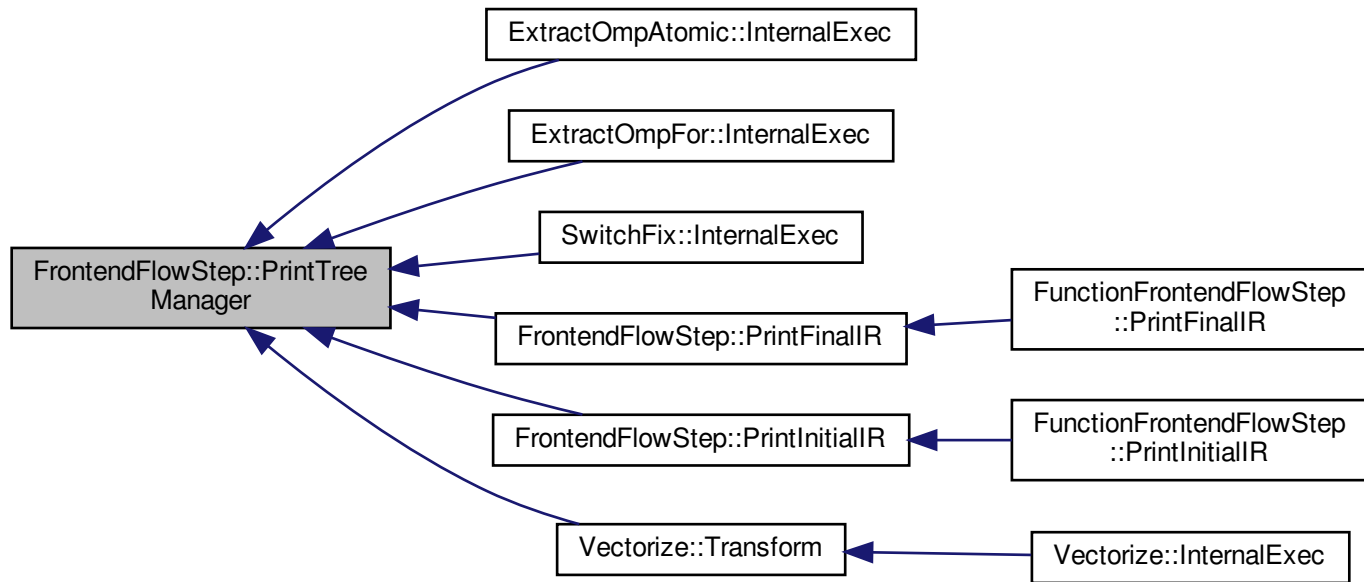 ExtractOmpAtomic::InternalExec
ExtractOmpFor::InternalExec
SwitchFix::InternalExec
FrontendFlowStep::PrintTree
Manager
FrontendFlowStep::PrintFinalIR
FunctionFrontendFlowStep
::PrintFinalIR
FrontendFlowStep::PrintInitialIR
FunctionFrontendFlowStep
::PrintInitialIR
Vectorize::Transform
Vectorize::InternalExec